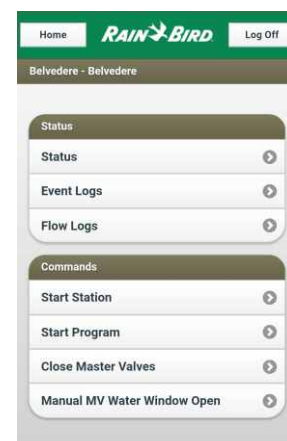 Home RAIN BIRD Log Off
Belvedere - Belvedere
Status
Status
Event Logs
Flow Logs
Commands
Start Station
Start Program
Close Master Valves
Manual MV Water Window Open